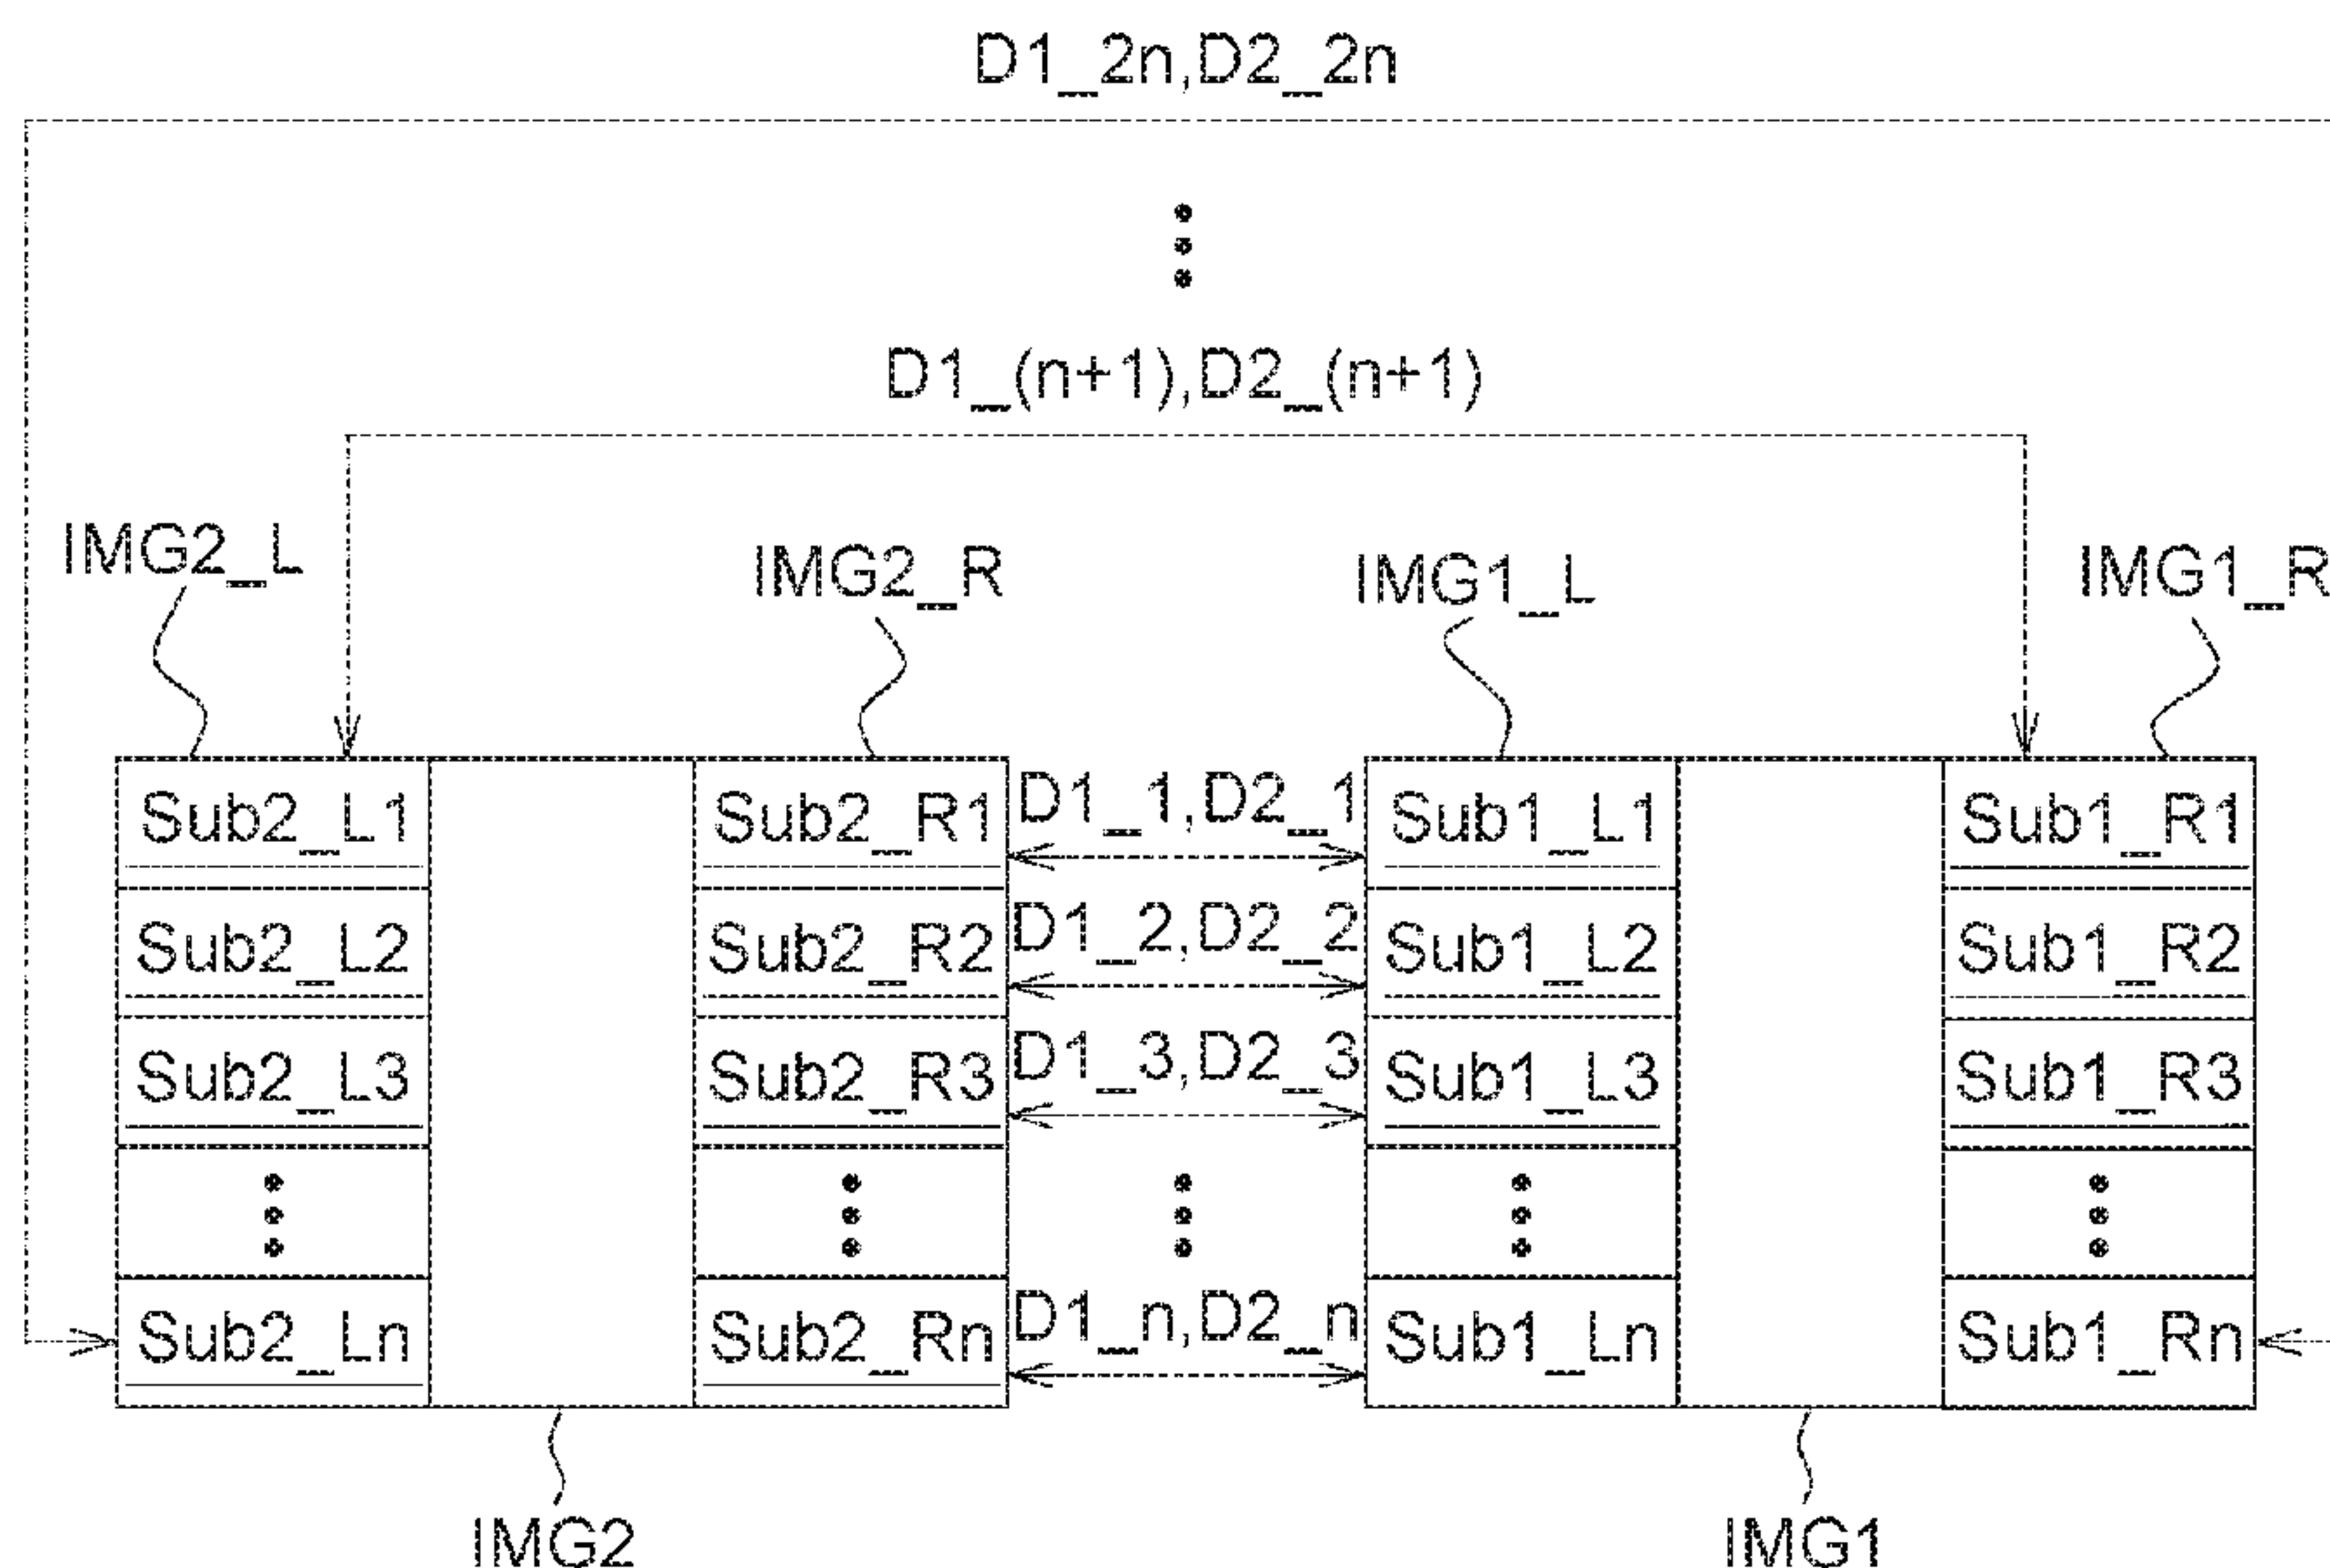 D1_2n,D2_2n
D1_(n+1),D2_(n+1)
IMG2_L
IMG2_R
IMG1_L
IMG1_R
Sub2_L1
Sub2_R1
D1_1,D2_1
Sub1_L1
Sub1_R1
Sub2_L2
Sub2_R2
D1_2,D2_2
Sub1_L2
Sub1_R2
Sub2_L3
Sub2_R3
D1_3,D2_3
Sub1_L3
Sub1_R3
Sub2_Ln
Sub2_Rn
D1_n,D2_n
Sub1_Ln
Sub1_Rn
IMG2
IMG1